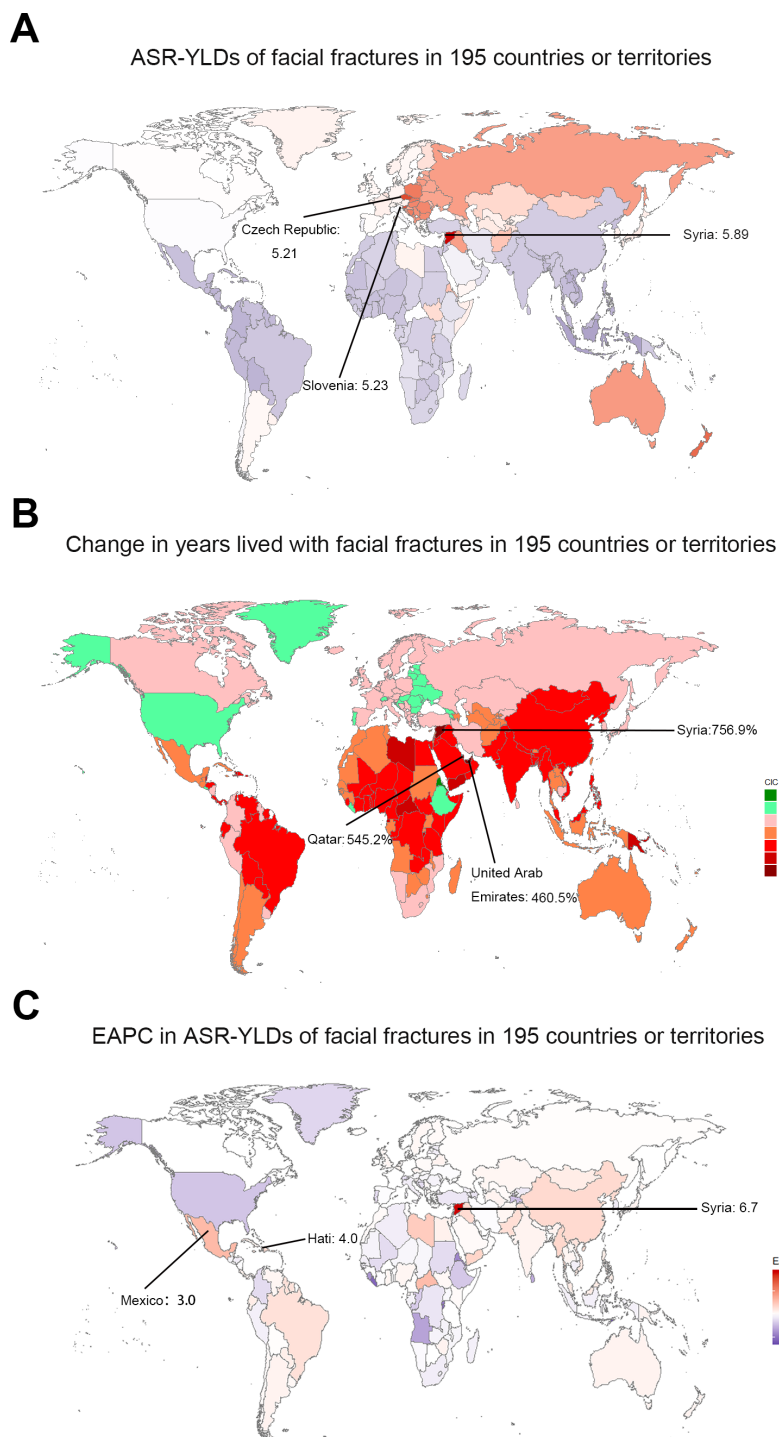 A
ASR-YLDs of facial fractures in 195 countries or territories
Czech Republic:
5.21
Syria: 5.89
Slovenia: 5.23
B
Change in years lived with facial fractures in 195 countries or territories
Syria:756.9%
Qatar: 545.2%
United Arab
Emirates: 460.5%
CIC
C
EAPC in ASR-YLDs of facial fractures in 195 countries or territories
Syria: 6.7
Hati: 4.0
Mexico: 3.0
E